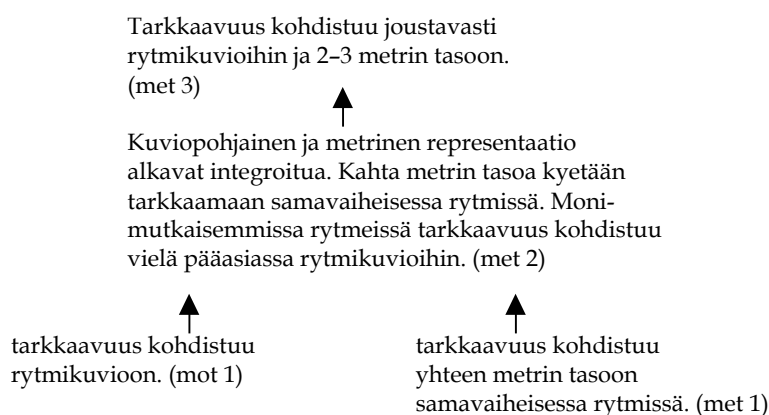 Tarkkaavuus kohdistuu joustavasti
rytmikuvioihin ja 2–3 metrin tasoon.
(met 3)
Kuviopohjainen ja metrinen representaatio
alkavat integroitua. Kahta metrin tasoa kyetään
tarkkaamaan samavaiheisessa rytmissä. Moni-
mutkaisemmissa rytmeissä tarkkaavuus kohdistuu
vielä pääasiassa rytmikuvioihin. (met 2)
tarkkaavuus kohdistuu
rytmikuvioon. (mot 1)
tarkkaavuus kohdistuu
yhteen metrin tasoon
samavaiheisessa rytmissä. (met 1)